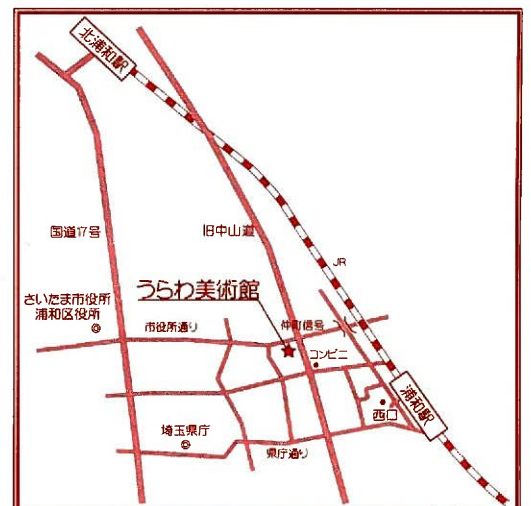 北浦和駅
国道17号
旧中山道
JR
うらわ美術館
さいたま市役所
浦和区役所
市役所通り
仲町信号
コンビニ
浦和駅
西口
埼玉県庁
県庁通り